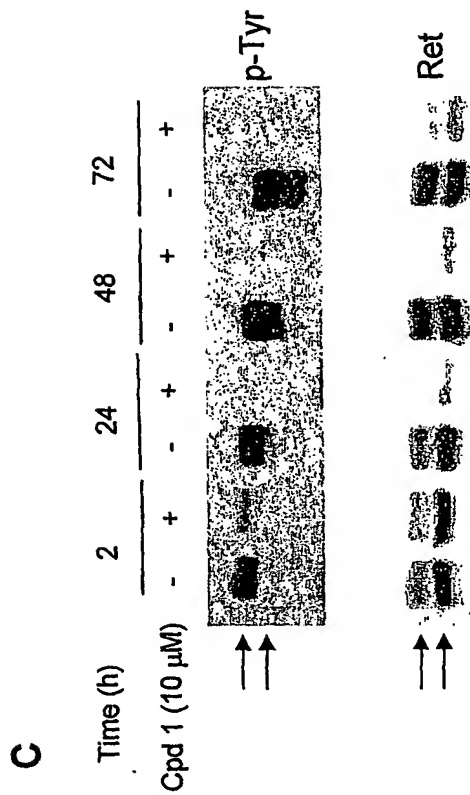 C
Time (h) 2 24 48 72
Cpd 1 (10 µM) - + - + - + - +
p-Tyr
Ret